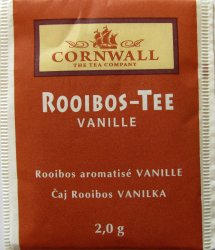 CORNWALL
THE TEA COMPANY
ROOIBOS-TEE
VANILLE
Rooibos aromatisé VANILLE
Čaj Rooibos VANILKA
2,0 g